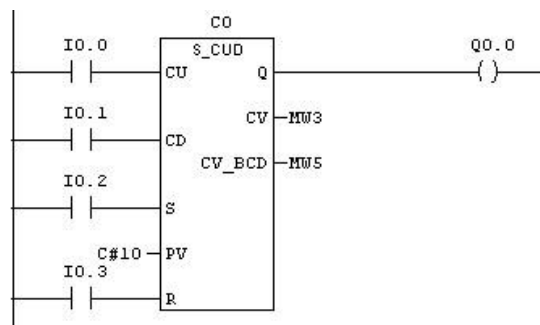 C0
I0.0
S_CUD
Q0.0
CU
Q
I0.1
CV
MW3
CD
I0.2
CV_BCD
MW5
S
C#10
PV
I0.3
R